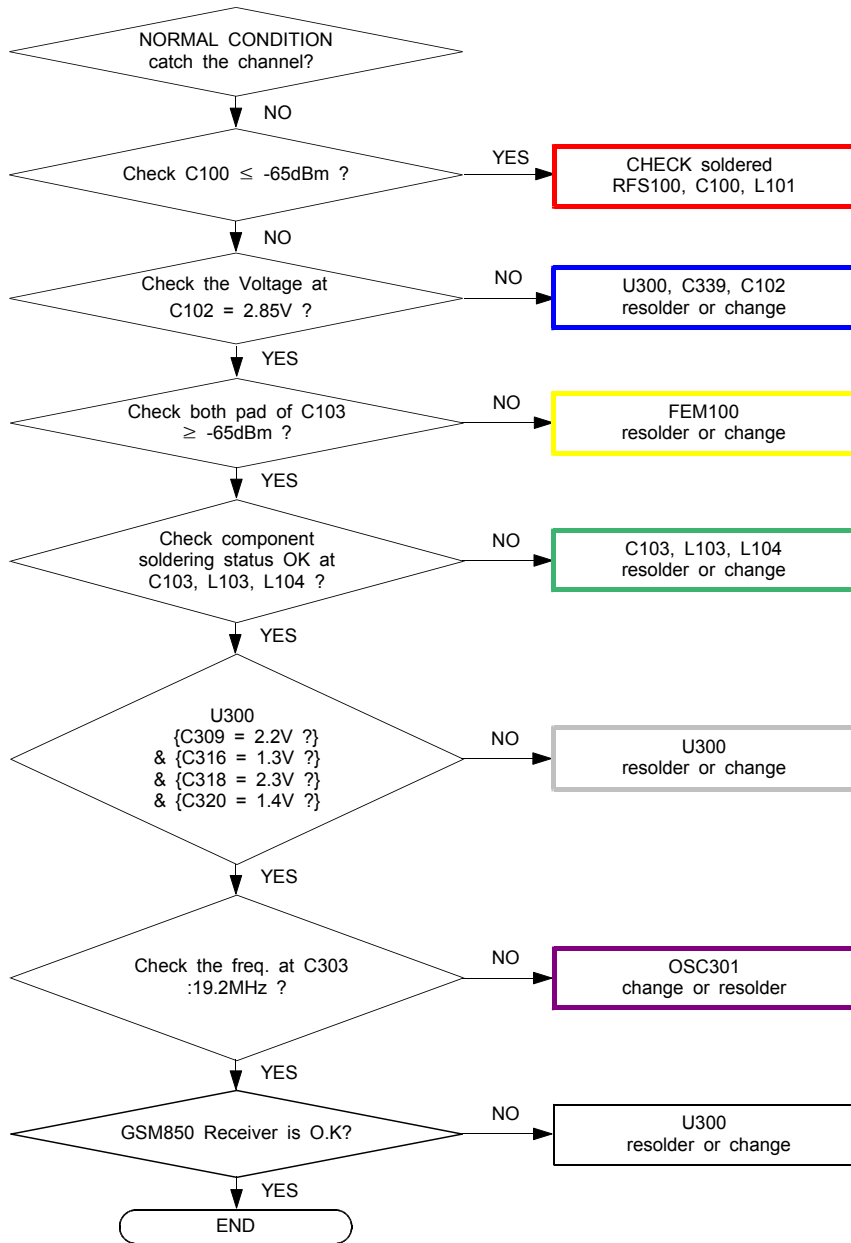 NORMAL CONDITION
catch the channel?
NO
Check C100 ≤ -65dBm ?
YES
CHECK soldered
RFS100, C100, L101
NO
Check the Voltage at
C102 = 2.85V ?
NO
U300, C339, C102
resolder or change
YES
Check both pad of C103
≥ -65dBm ?
NO
FEM100
resolder or change
YES
Check component
soldering status OK at
C103, L103, L104 ?
NO
C103, L103, L104
resolder or change
YES
U300
{C309 = 2.2V ?}
& {C316 = 1.3V ?}
& {C318 = 2.3V ?}
& {C320 = 1.4V ?}
NO
U300
resolder or change
YES
Check the freq. at C303
:19.2MHz ?
NO
OSC301
change or resolder
YES
GSM850 Receiver is O.K?
NO
U300
resolder or change
YES
END